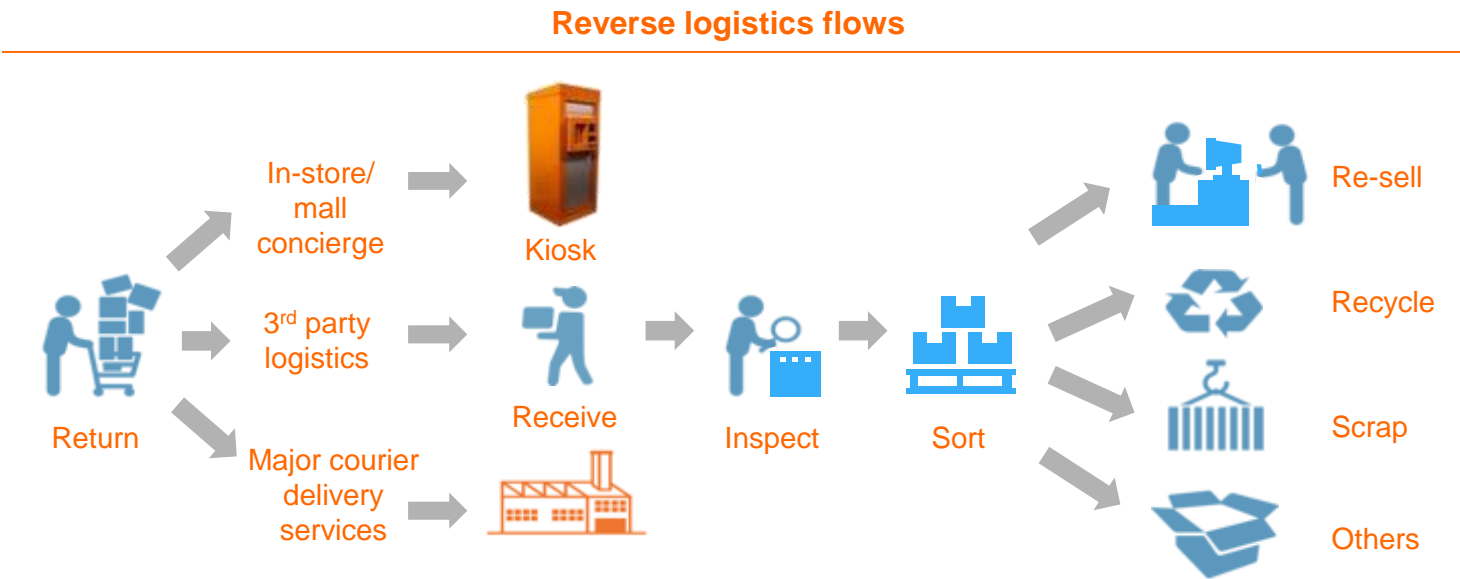 Reverse logistics flows
In-store/
mall
concierge
Kiosk
Re-sell
3rd party
logistics
Recycle
Return
Receive
Inspect
Sort
Scrap
Major courier
delivery
services
Others